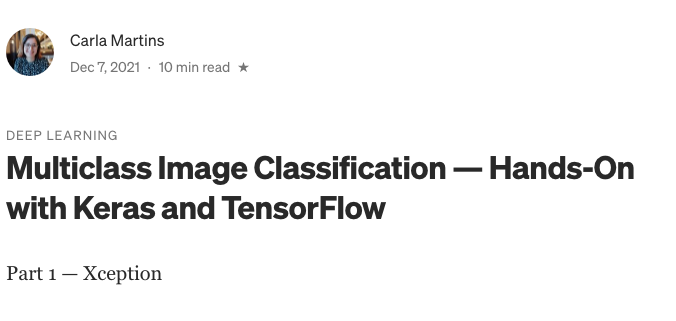 Carla Martins
Dec 7, 2021 · 10 min read ★
DEEP LEARNING
Multiclass Image Classification — Hands-On
with Keras and TensorFlow
Part 1 — Xception